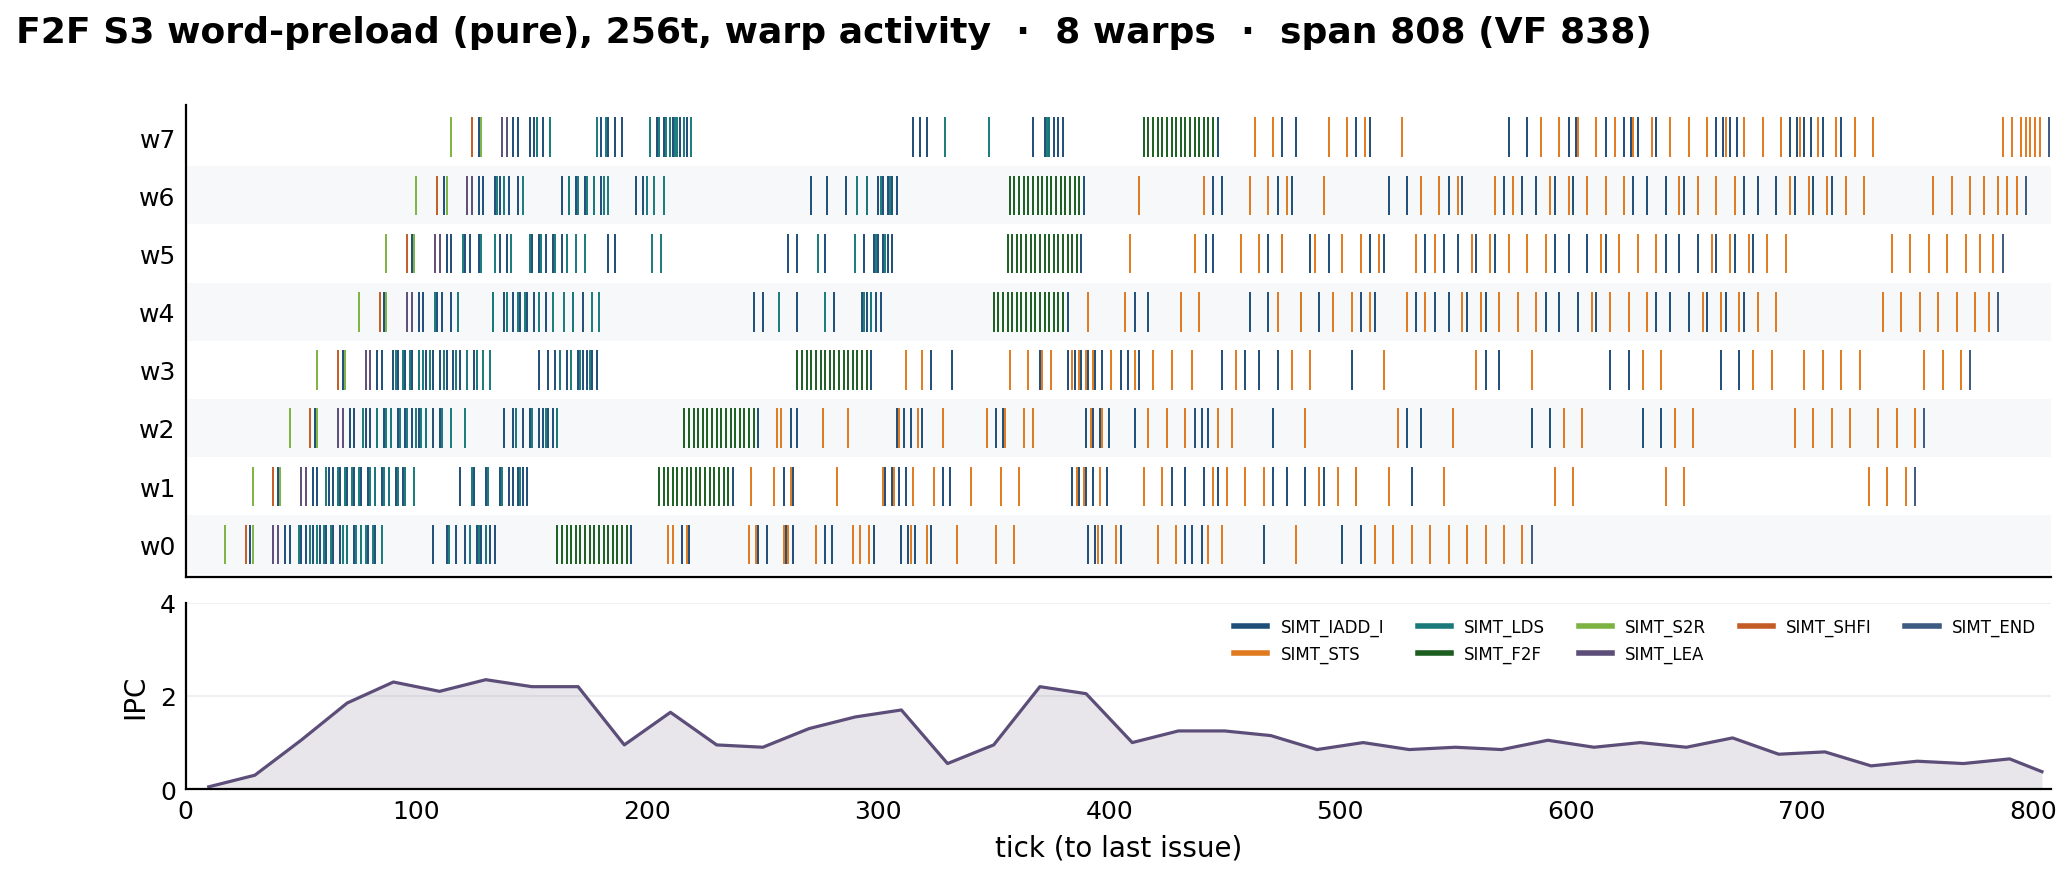 F2F S3 word-preload (pure), 256t, warp activity · 8 warps · span 808 (VF 838)
w7
w6
w5
w4
w3
w2
w1
w0
4
2
0
IPC
SIMT_IADD_I SIMT_LDS SIMT_S2R SIMT_SHFI SIMT_END
SIMT_STS SIMT_F2F SIMT_LEA
0 100 200 300 400 500 600 700 800
tick (to last issue)